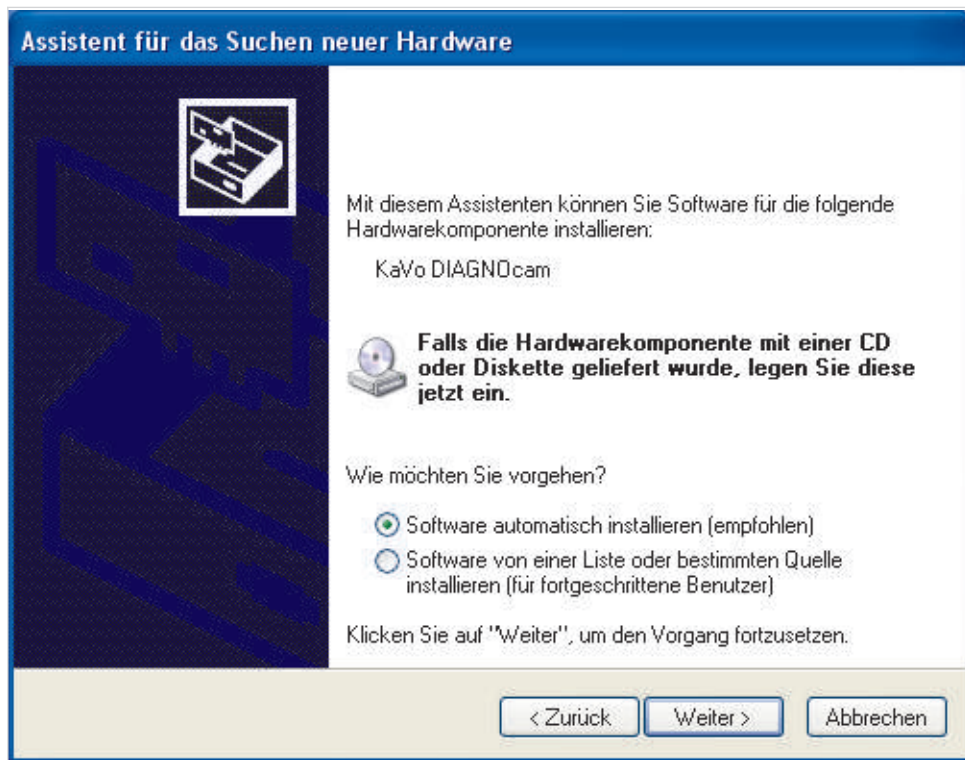 Assistent für das Suchen neuer Hardware
Mit diesem Assistenten können Sie Software für die folgende
Hardwarekomponente installieren:
KaVo DIAGNOcam
Falls die Hardwarekomponente mit einer CD
oder Diskette geliefert wurde, legen Sie diese
jetzt ein.
Wie möchten Sie vorgehen?
Software automatisch installieren (empfohlen)
Software von einer Liste oder bestimmten Quelle
installieren (für fortgeschrittene Benutzer)
Klicken Sie auf "Weiter", um den Vorgang fortzusetzen.
< Zurück Weiter > Abbrechen